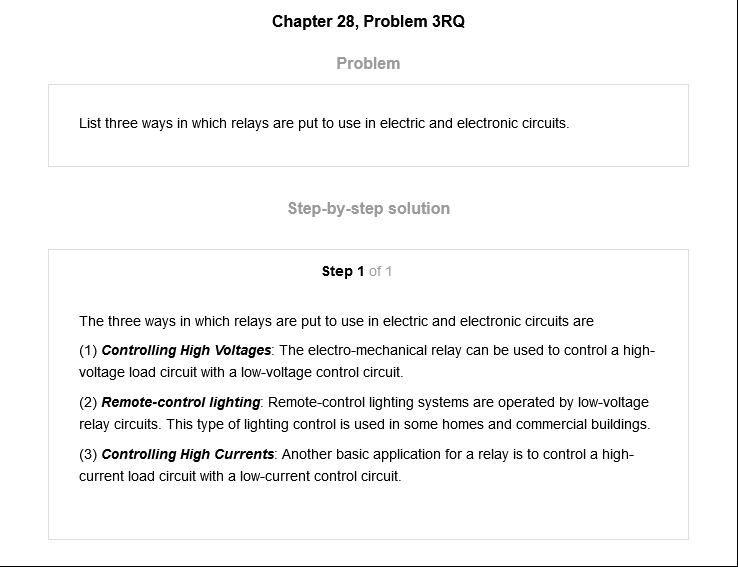 Chapter 28, Problem 3RQ
Problem
List three ways in which relays are put to use in electric and electronic circuits.
Step-by-step solution
Step 1 of 1
The three ways in which relays are put to use in electric and electronic circuits are
(1) Controlling High Voltages: The electro-mechanical relay can be used to control a high-
voltage load circuit with a low-voltage control circuit.
(2) Remote-control lighting: Remote-control lighting systems are operated by low-voltage
relay circuits. This type of lighting control is used in some homes and commercial buildings.
(3) Controlling High Currents: Another basic application for a relay is to control a high-
current load circuit with a low-current control circuit.